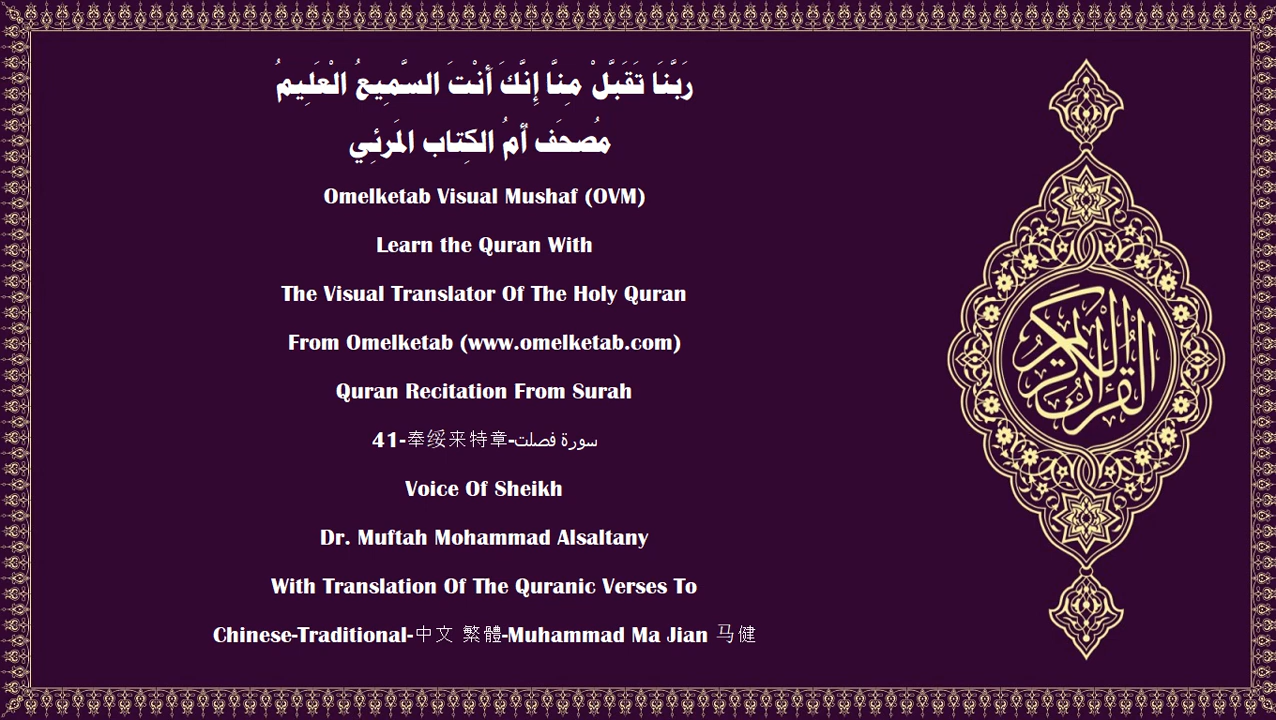 رَبَّنَا تَقَبَّلْ مِنَّا إِنَّكَ أَنْتَ السَّمِيعُ الْعَلِيمُ
مُصحَف أمُ الكِتاب المَرئِي
Omelketab Visual Mushaf (OVM)
Learn the Quran With
The Visual Translator Of The Holy Quran
From Omelketab (www.omelketab.com)
Quran Recitation From Surah
41-奉绥来特章-سورة فصلت
Voice Of Sheikh
Dr. Muftah Mohammad Alsaltany
With Translation Of The Quranic Verses To
Chinese-Traditional-中文 繁體-Muhammad Ma Jian 马健
القرآن الكريم